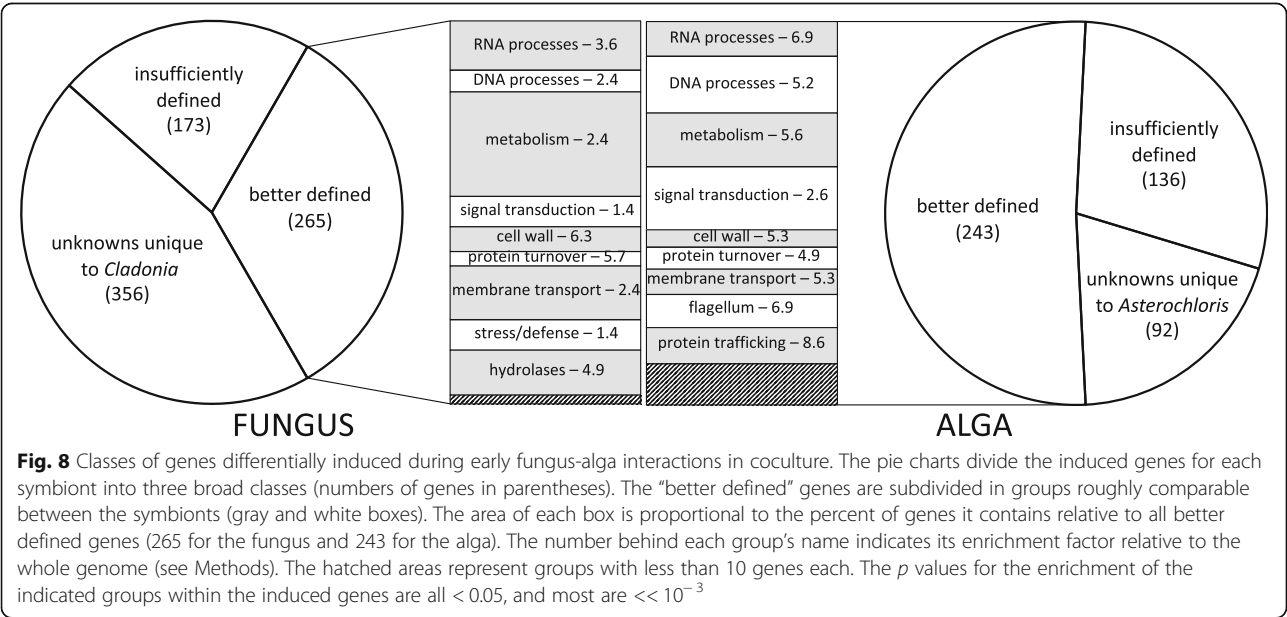 insufficiently
defined
(173)
better defined
(265)
unknowns unique
to Cladonia
(356)
FUNGUS
RNA processes – 3.6
DNA processes – 2.4
metabolism – 2.4
signal transduction – 1.4
cell wall – 6.3
protein turnover – 5.7
membrane transport – 2.4
stress/defense – 1.4
hydrolases – 4.9
RNA processes – 6.9
DNA processes – 5.2
metabolism – 5.6
signal transduction – 2.6
cell wall – 5.3
protein turnover – 4.9
membrane transport – 5.3
flagellum – 6.9
protein trafficking – 8.6
better defined
(243)
insufficiently
defined
(136)
unknowns unique
to Asterochloris
(92)
ALGA
Fig. 8 Classes of genes differentially induced during early fungus-alga interactions in coculture. The pie charts divide the induced genes for each
symbiont into three broad classes (numbers of genes in parentheses). The “better defined” genes are subdivided in groups roughly comparable
between the symbionts (gray and white boxes). The area of each box is proportional to the percent of genes it contains relative to all better
defined genes (265 for the fungus and 243 for the alga). The number behind each group’s name indicates its enrichment factor relative to the
whole genome (see Methods). The hatched areas represent groups with less than 10 genes each. The p values for the enrichment of the
indicated groups within the induced genes are all < 0.05, and most are << 10⁻³